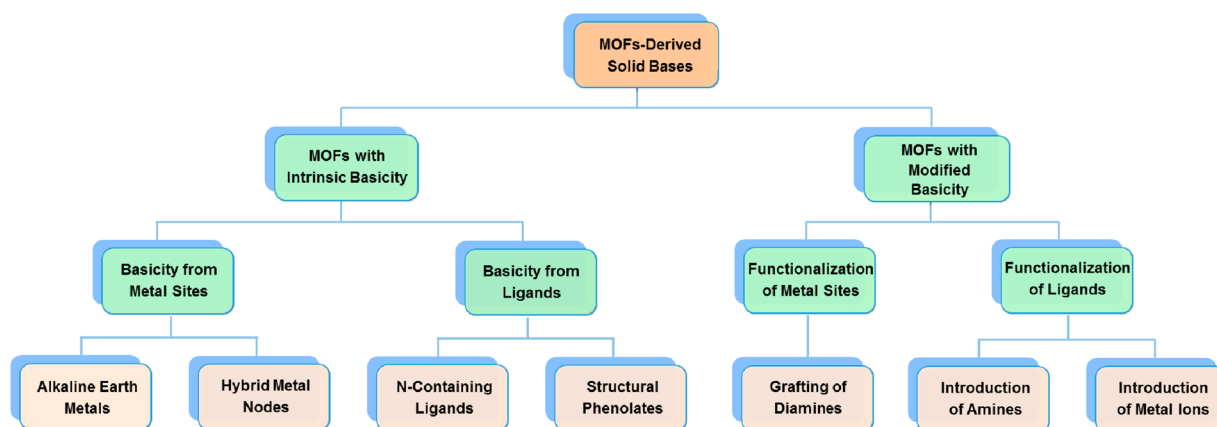 MOFs-Derived
Solid Bases
MOFs with
Intrinsic Basicity
MOFs with
Modified
Basicity
Basicity from
Metal Sites
Basicity from
Ligands
Functionalization
of Metal Sites
Functionalization
of Ligands
Alkaline Earth
Metals
Hybrid Metal
Nodes
N-Containing
Ligands
Structural
Phenolates
Grafting of
Diamines
Introduction
of Amines
Introduction
of Metal Ions